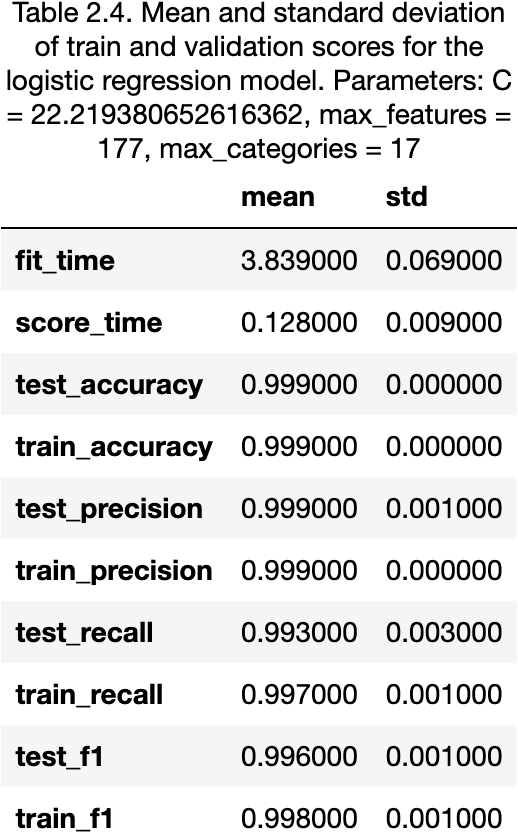 Table 2.4. Mean and standard deviation
of train and validation scores for the
logistic regression model. Parameters: C
= 22.219380652616362, max_features =
177, max_categories = 17
mean std
fit_time 3.839000 0.069000
score_time 0.128000 0.009000
test_accuracy 0.999000 0.000000
train_accuracy 0.999000 0.000000
test_precision 0.999000 0.001000
train_precision 0.999000 0.000000
test_recall 0.993000 0.003000
train_recall 0.997000 0.001000
test_f1 0.996000 0.001000
train_f1 0.998000 0.001000